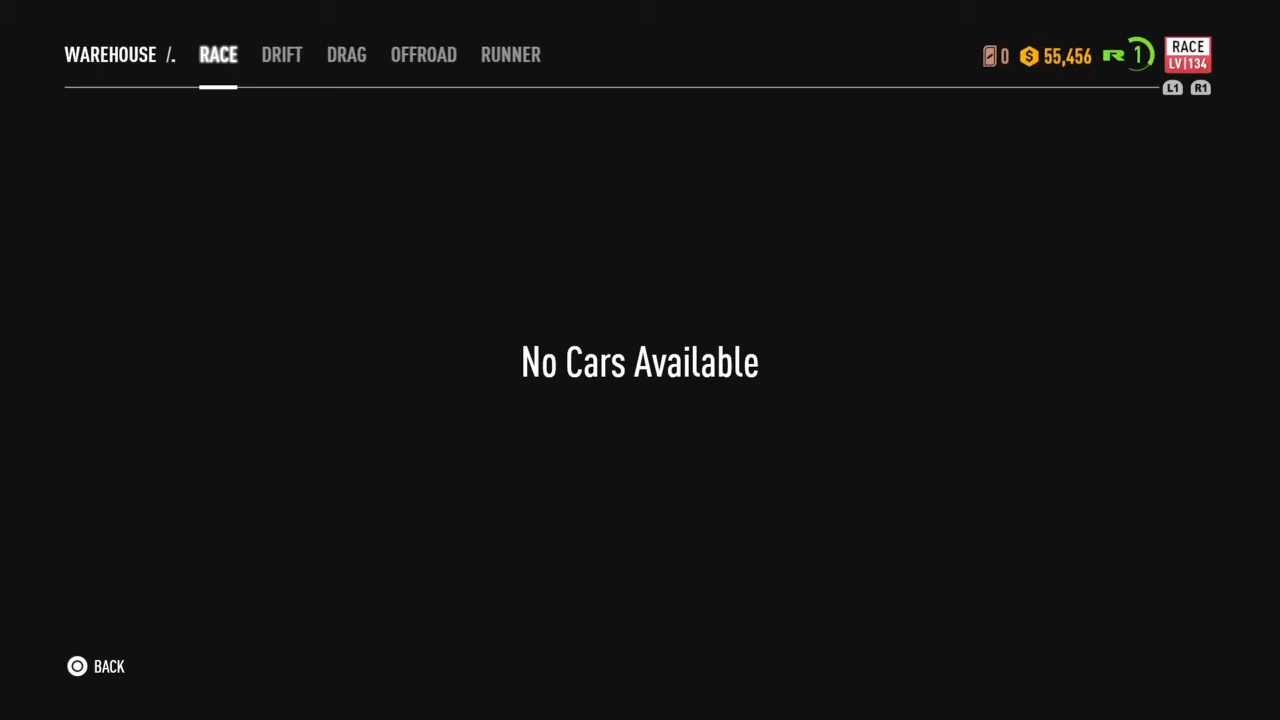 WAREHOUSE /. RACE DRIFT DRAG OFFROAD RUNNER 0 55,456 R 1 RACE
LV|134
L1 R1
No Cars Available
BACK